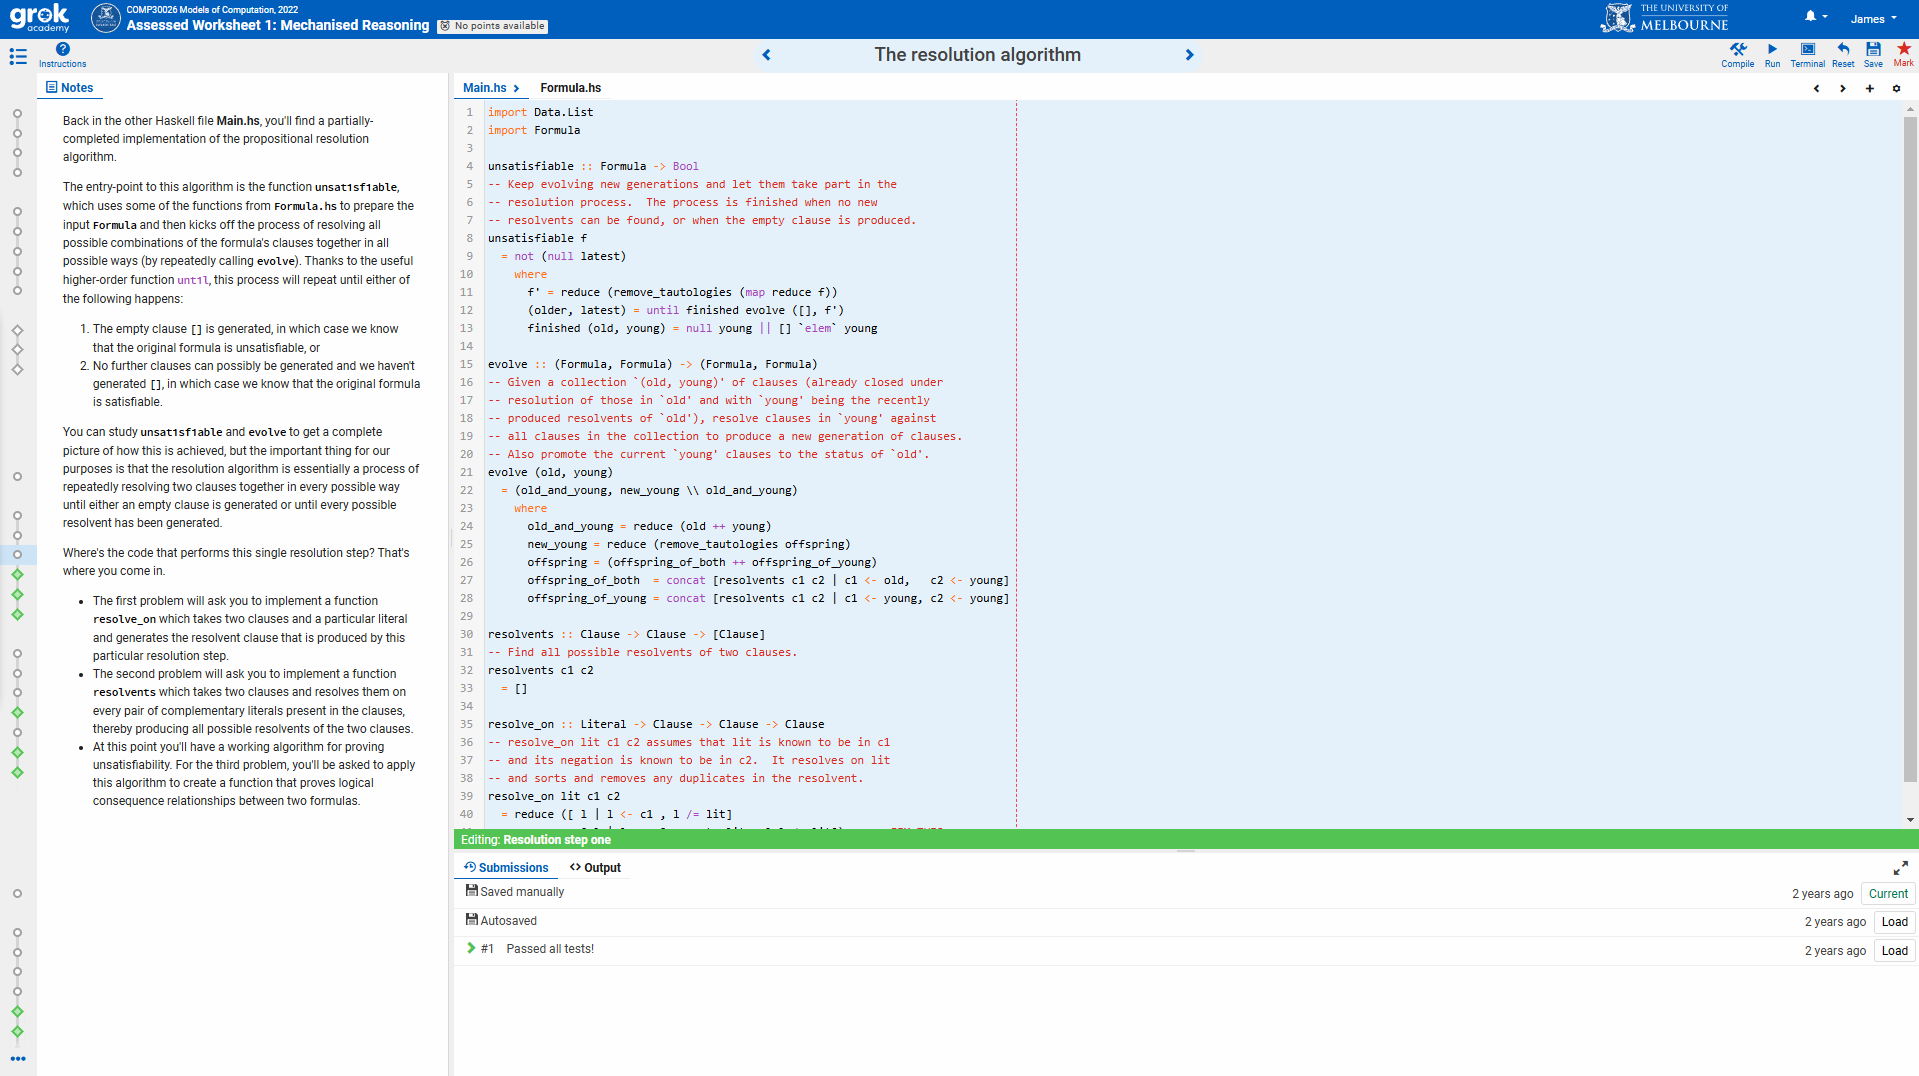 grok
academy
COMP30026 Models of Computation, 2022
Assessed Worksheet 1: Mechanised Reasoning
No points available
THE UNIVERSITY OF
MELBOURNE
James
Instructions
The resolution algorithm
Compile
Run
Terminal
Reset
Save
Mark
Notes
Back in the other Haskell file Main.hs, you'll find a partially-
completed implementation of the propositional resolution
algorithm.
The entry-point to this algorithm is the function unsatisfiable,
which uses some of the functions from Formula.hs to prepare the
input Formula and then kicks off the process of resolving all
possible combinations of the formula's clauses together in all
possible ways (by repeatedly calling evolve). Thanks to the useful
higher-order function until, this process will repeat until either of
the following happens:
1. The empty clause [] is generated, in which case we know
that the original formula is unsatisfiable, or
2. No further clauses can possibly be generated and we haven't
generated [], in which case we know that the original formula
is satisfiable.
You can study unsatisfiable and evolve to get a complete
picture of how this is achieved, but the important thing for our
purposes is that the resolution algorithm is essentially a process of
repeatedly resolving two clauses together in every possible way
until either an empty clause is generated or until every possible
resolvent has been generated.
Where's the code that performs this single resolution step? That's
where you come in.
• The first problem will ask you to implement a function
resolve_on which takes two clauses and a particular literal
and generates the resolvent clause that is produced by this
particular resolution step.
• The second problem will ask you to implement a function
resolvents which takes two clauses and resolves them on
every pair of complementary literals present in the clauses,
thereby producing all possible resolvents of the two clauses.
• At this point you'll have a working algorithm for proving
unsatisfiability. For the third problem, you'll be asked to apply
this algorithm to create a function that proves logical
consequence relationships between two formulas.
Main.hs
Formula.hs
1 import Data.List
2 import Formula
3
4 unsatisfiable :: Formula -> Bool
5 -- Keep evolving new generations and let them take part in the
6 -- resolution process.  The process is finished when no new
7 -- resolvents can be found, or when the empty clause is produced.
8 unsatisfiable f
9   = not (null latest)
10     where
11       f' = reduce (remove_tautologies (map reduce f))
12       (older, latest) = until finished evolve ([], f')
13       finished (old, young) = null young || [] `elem` young
14
15 evolve :: (Formula, Formula) -> (Formula, Formula)
16 -- Given a collection `(old, young)' of clauses (already closed under
17 -- resolution of those in `old' and with `young' being the recently
18 -- produced resolvents of `old'), resolve clauses in `young' against
19 -- all clauses in the collection to produce a new generation of clauses.
20 -- Also promote the current `young' clauses to the status of `old'.
21 evolve (old, young)
22   = (old_and_young, new_young \\ old_and_young)
23     where
24       old_and_young = reduce (old ++ young)
25       new_young = reduce (remove_tautologies offspring)
26       offspring = (offspring_of_both ++ offspring_of_young)
27       offspring_of_both  = concat [resolvents c1 c2 | c1 <- old,   c2 <- young]
28       offspring_of_young = concat [resolvents c1 c2 | c1 <- young, c2 <- young]
29
30 resolvents :: Clause -> Clause -> [Clause]
31 -- Find all possible resolvents of two clauses.
32 resolvents c1 c2
33   = []
34
35 resolve_on :: Literal -> Clause -> Clause -> Clause
36 -- resolve_on lit c1 c2 assumes that lit is known to be in c1
37 -- and its negation is known to be in c2.  It resolves on lit
38 -- and sorts and removes any duplicates in the resolvent.
39 resolve_on lit c1 c2
40   = reduce ([ l | l <- c1 , l /= lit]
Editing: Resolution step one
Submissions
<> Output
Saved manually
2 years ago
Current
Autosaved
2 years ago
Load
#1 Passed all tests!
2 years ago
Load